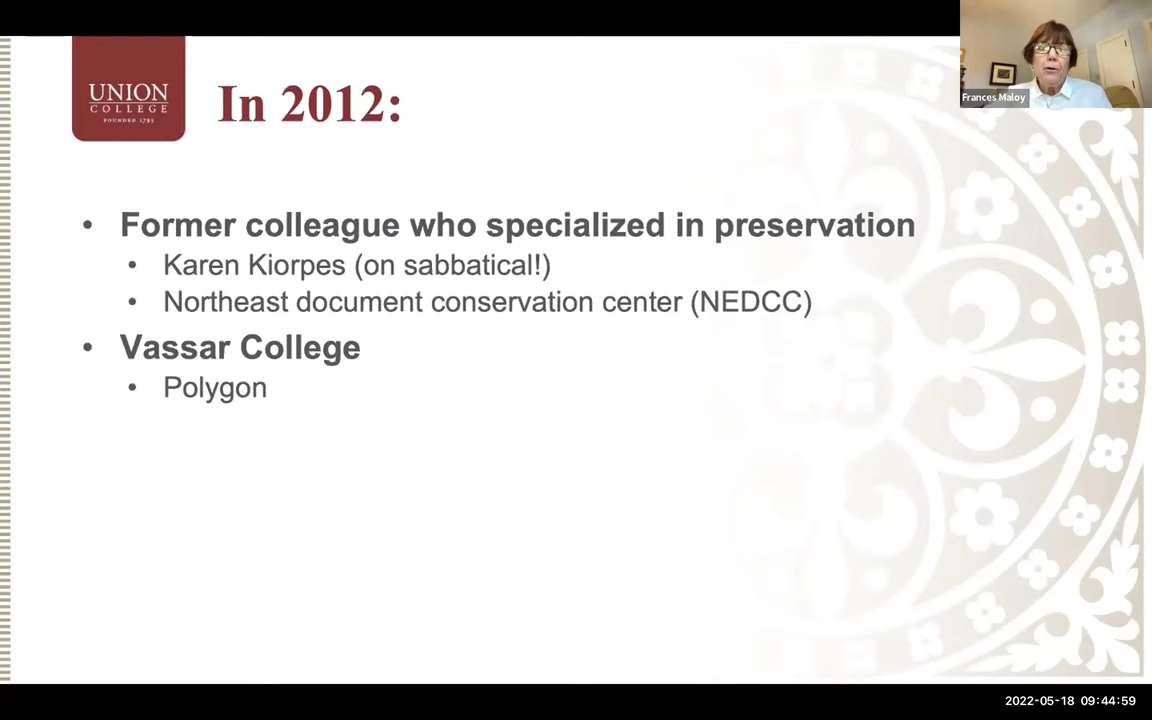 UNION
COLLEGE
FOUNDED 1795
In 2012:
Frances Maloy
• Former colleague who specialized in preservation
• Karen Kiorpes (on sabbatical!)
• Northeast document conservation center (NEDCC)
• Vassar College
• Polygon
2022-05-18 09:44:59